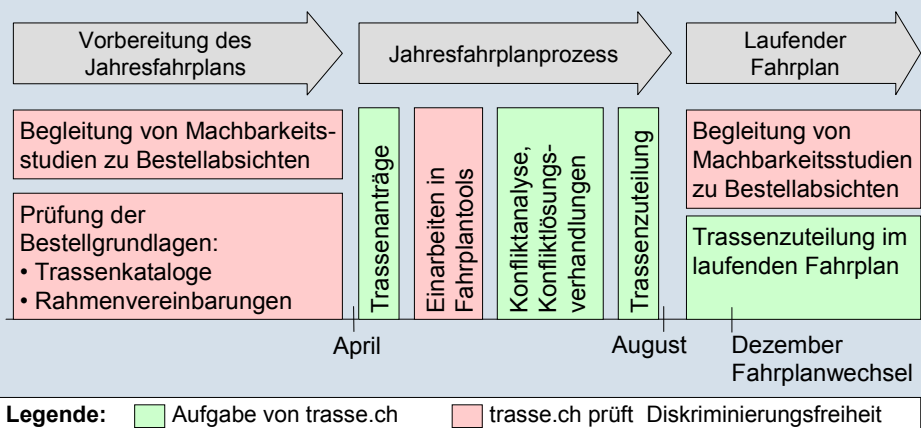 Vorbereitung des
Jahresfahrplans
Jahresfahrplanprozess
Laufender
Fahrplan
Begleitung von Machbarkeits-
studien zu Bestellabsichten
Prüfung der
Bestellgrundlagen:
• Trassenkataloge
• Rahmenvereinbarungen
Trassenanträge
Einarbeiten in
Fahrplantools
Konfliktanalyse,
Konfliktlösungs-
verhandlungen
Trassenzuteilung
Begleitung von
Machbarkeitsstudien
zu Bestellabsichten
Trassenzuteilung im
laufenden Fahrplan
April
August
Dezember
Fahrplanwechsel
Legende: Aufgabe von trasse.ch trasse.ch prüft Diskriminierungsfreiheit